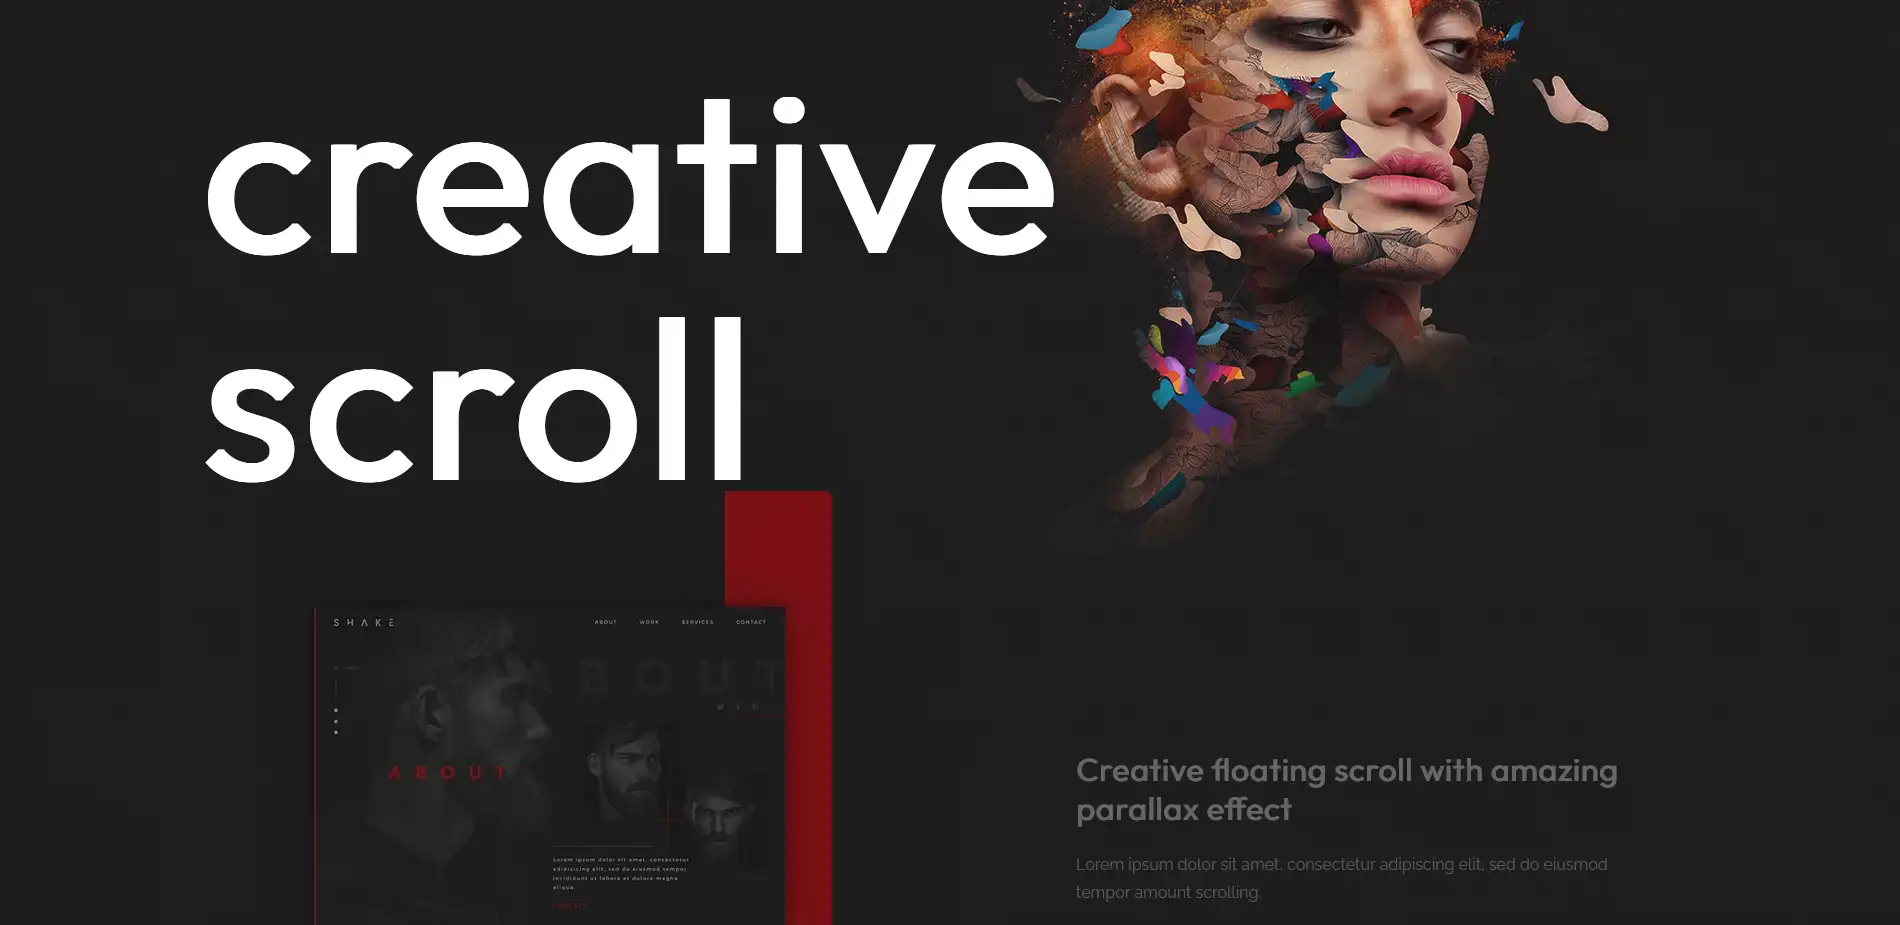 creative
scroll
SHAKE
ABOUT WORK SERVICES CONTACT
ABOUT
ABOUT
Lorem ipsum dolor sit amet, consectetur
adipisicing elit, sed do eiusmod tempor
incididunt ut labore et dolore magna
aliqua.
Creative floating scroll with amazing
parallax effect
Lorem ipsum dolor sit amet, consectetur adipiscing elit, sed do eiusmod
tempor amount scrolling.